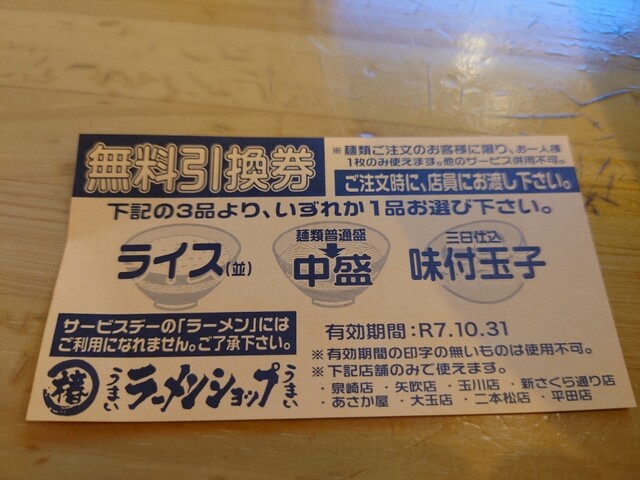 無料引換券
※麺類ご注文のお客様に限り、お一人様
1枚のみ使えます。他のサービス併用不可。
ご注文時に、店員にお渡し下さい。
下記の3品より、いずれか1品お選び下さい。
ライス(並)
麺類普通盛
中盛
三日仕込
味付玉子
サービスデーの「ラーメン」には
ご利用になれません。ご了承下さい。
有効期間:R7.10.31
※有効期間の印字の無いものは使用不可。
※下記店舗のみで使えます。
・泉崎店 ・矢吹店 ・玉川店 ・新さくら通り店
・あさか屋 ・大玉店 ・二本松店 ・平田店
椿 うまい ラーメンショップ うまい